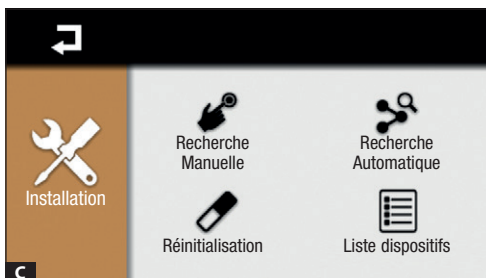 Installation
Recherche
Manuelle
Recherche
Automatique
Réinitialisation
Liste dispositifs
C